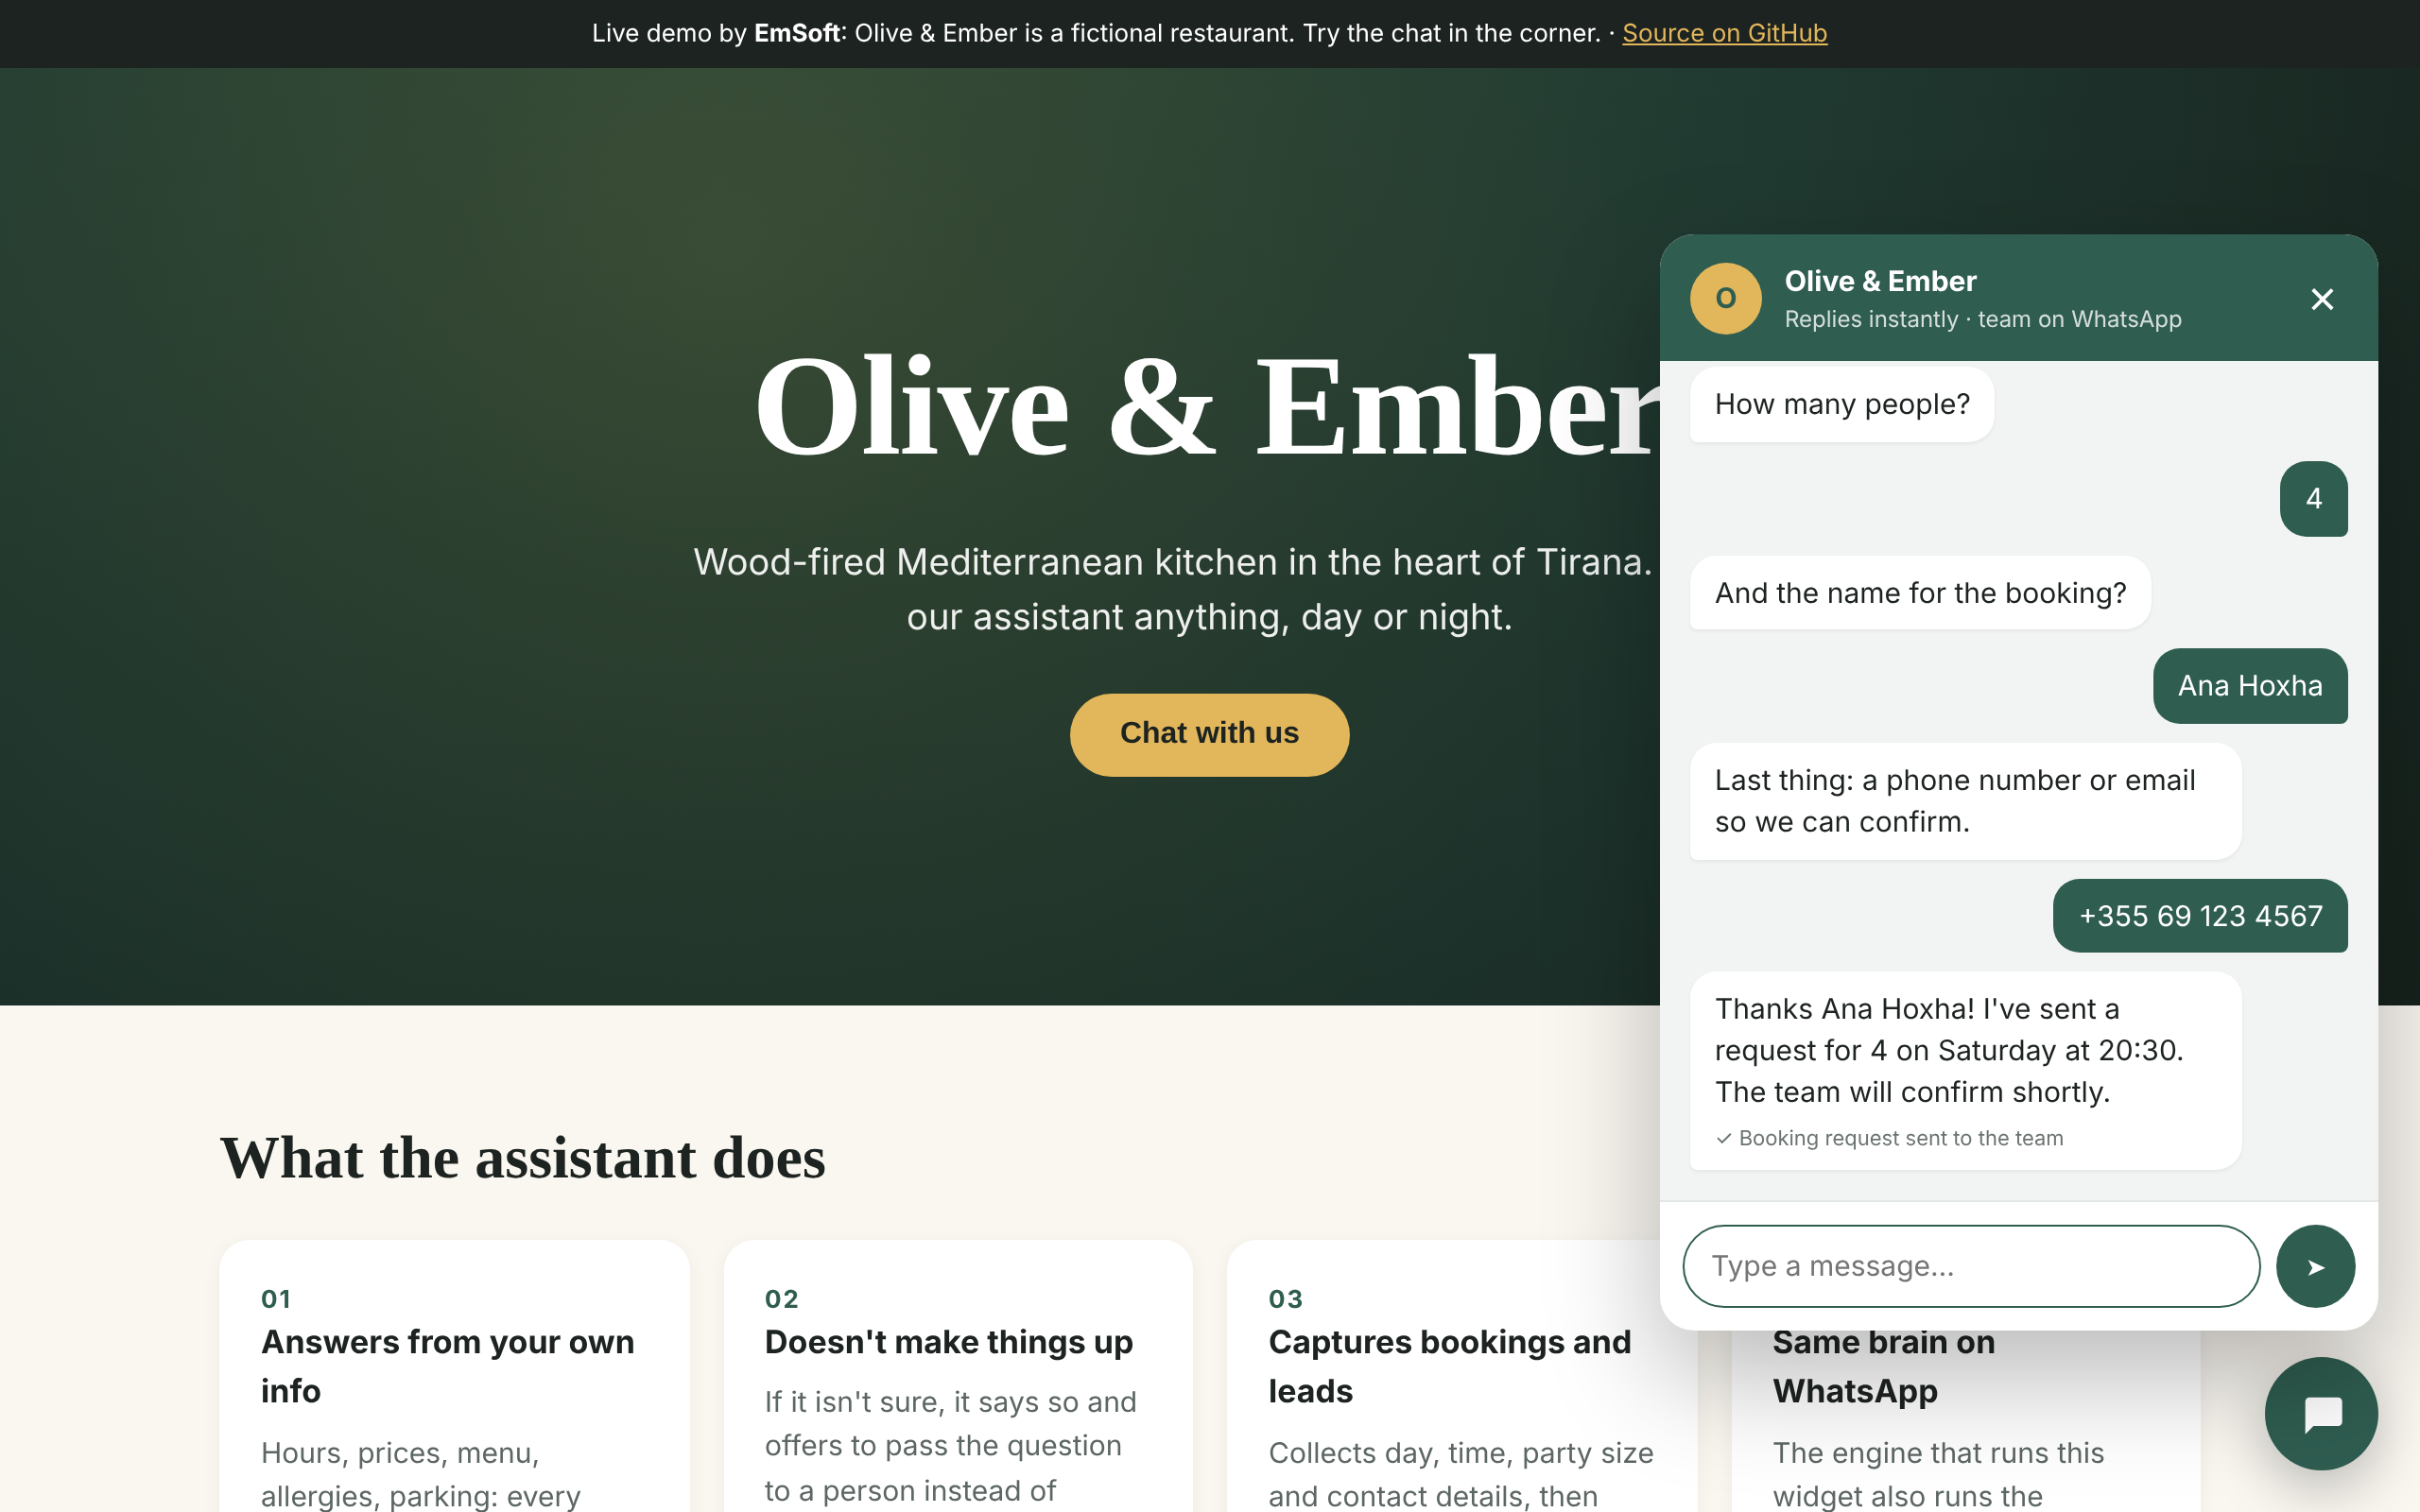 Live demo by EmSoft: Olive & Ember is a fictional restaurant. Try the chat in the corner. · Source on GitHub
Olive & Ember
Wood-fired Mediterranean kitchen in the heart of Tirana.
our assistant anything, day or night.
Chat with us
What the assistant does
01
Answers from your own
info
Hours, prices, menu,
allergies, parking: every
02
Doesn't make things up
If it isn't sure, it says so and
offers to pass the question
to a person instead of
03
Captures bookings and
leads
Collects day, time, party size
and contact details, then
Same brain on
WhatsApp
The engine that runs this
widget also runs the
O
Olive & Ember
Replies instantly · team on WhatsApp
How many people?
4
And the name for the booking?
Ana Hoxha
Last thing: a phone number or email
so we can confirm.
+355 69 123 4567
Thanks Ana Hoxha! I've sent a
request for 4 on Saturday at 20:30.
The team will confirm shortly.
✓ Booking request sent to the team
Type a message...